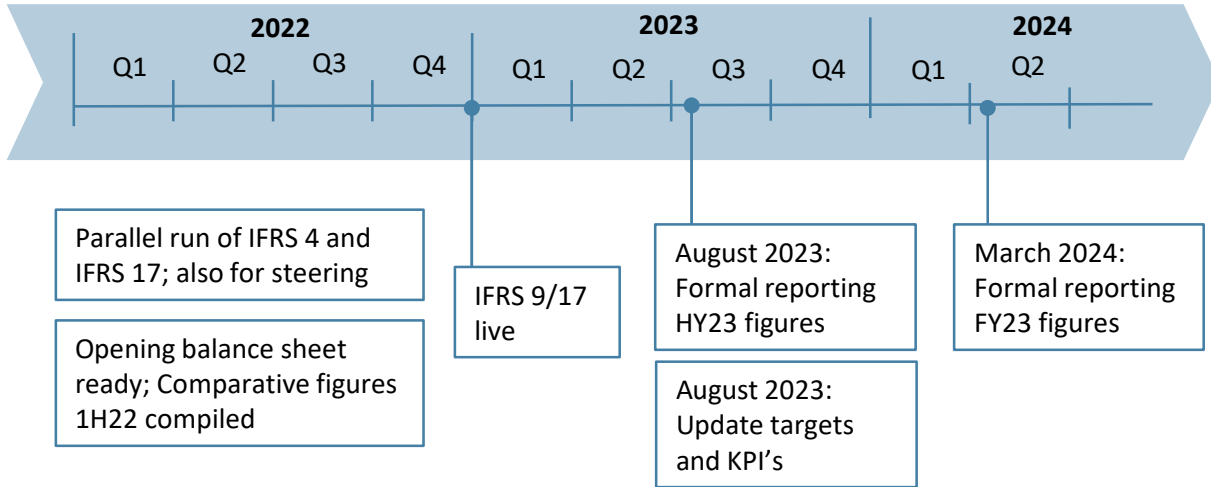 2022
2023
2024
Q1
Q2
Q3
Q4
Q1
Q2
Q3
Q4
Q1
Q2
Parallel run of IFRS 4 and
IFRS 17; also for steering
Opening balance sheet
ready; Comparative figures
1H22 compiled
IFRS 9/17
live
August 2023:
Formal reporting
HY23 figures
August 2023:
Update targets
and KPI’s
March 2024:
Formal reporting
FY23 figures